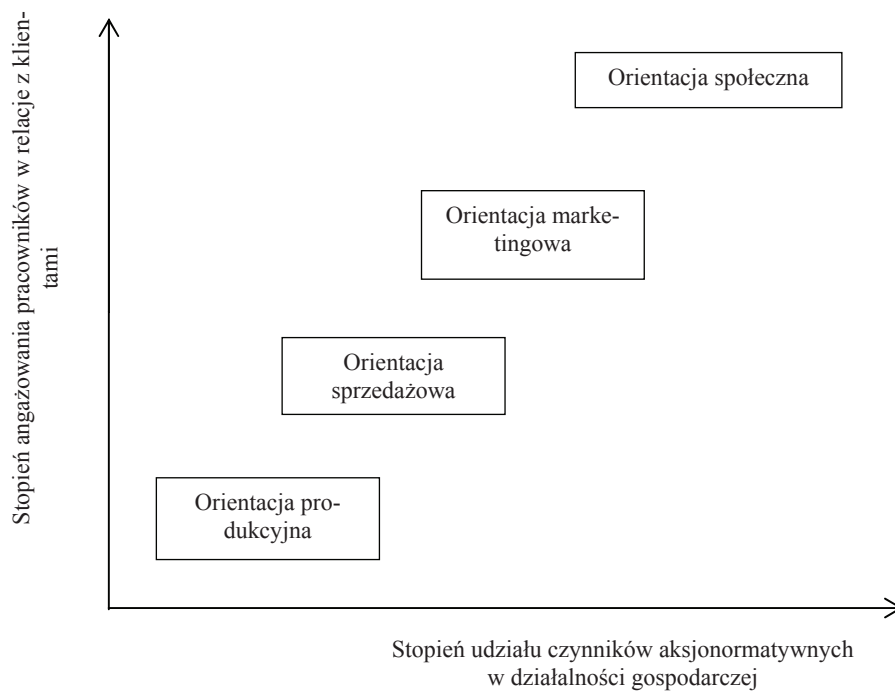 Stopień angażowania pracowników w relacje z klien-
tami
Orientacja społeczna
Orientacja marke-
tingowa
Orientacja
sprzedażowa
Orientacja pro-
dukcyjna
Stopień udziału czynników aksjonormatywnych
w działalności gospodarczej